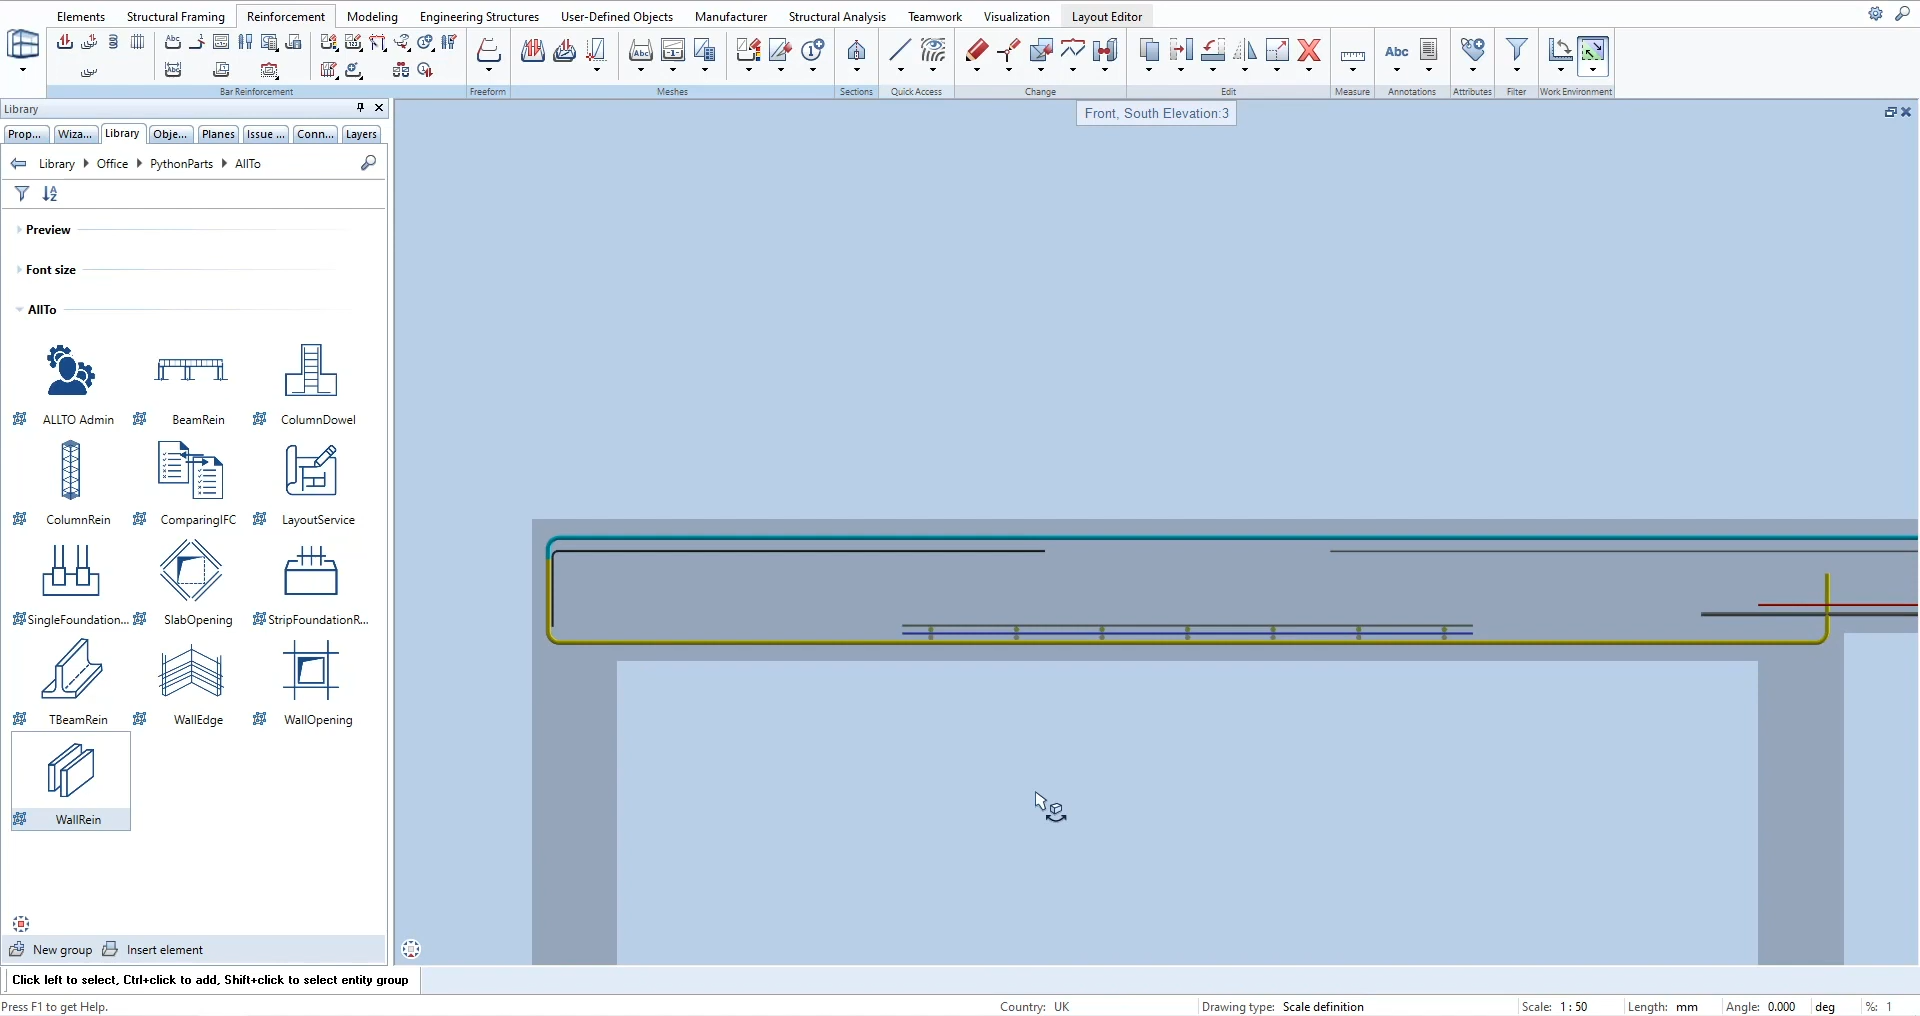 Elements Structural Framing Reinforcement Modeling Engineering Structures User-Defined Objects Manufacturer Structural Analysis Teamwork Visualization Layout Editor
Abc
Abc
Abc
Abc
Bar Reinforcement Freeform Meshes Sections Quick Access Change Edit Measure Annotations Attributes Filter Work Environment
Library
Front, South Elevation:3
Prop... Wiza... Library Obje... Planes Issue ... Conn... Layers
Library Office PythonParts AllTo
Preview
Font size
AllTo
ALLTO Admin BeamRein ColumnDowel
ColumnRein ComparingIFC LayoutService
SingleFoundation... SlabOpening StripFoundationR...
TBeamRein WallEdge WallOpening
WallRein
New group Insert element
Click left to select, Ctrl+click to add, Shift+click to select entity group
Press F1 to get Help. Country: UK Drawing type: Scale definition Scale: 1 : 50 Length: mm Angle: 0.000 deg %: 1